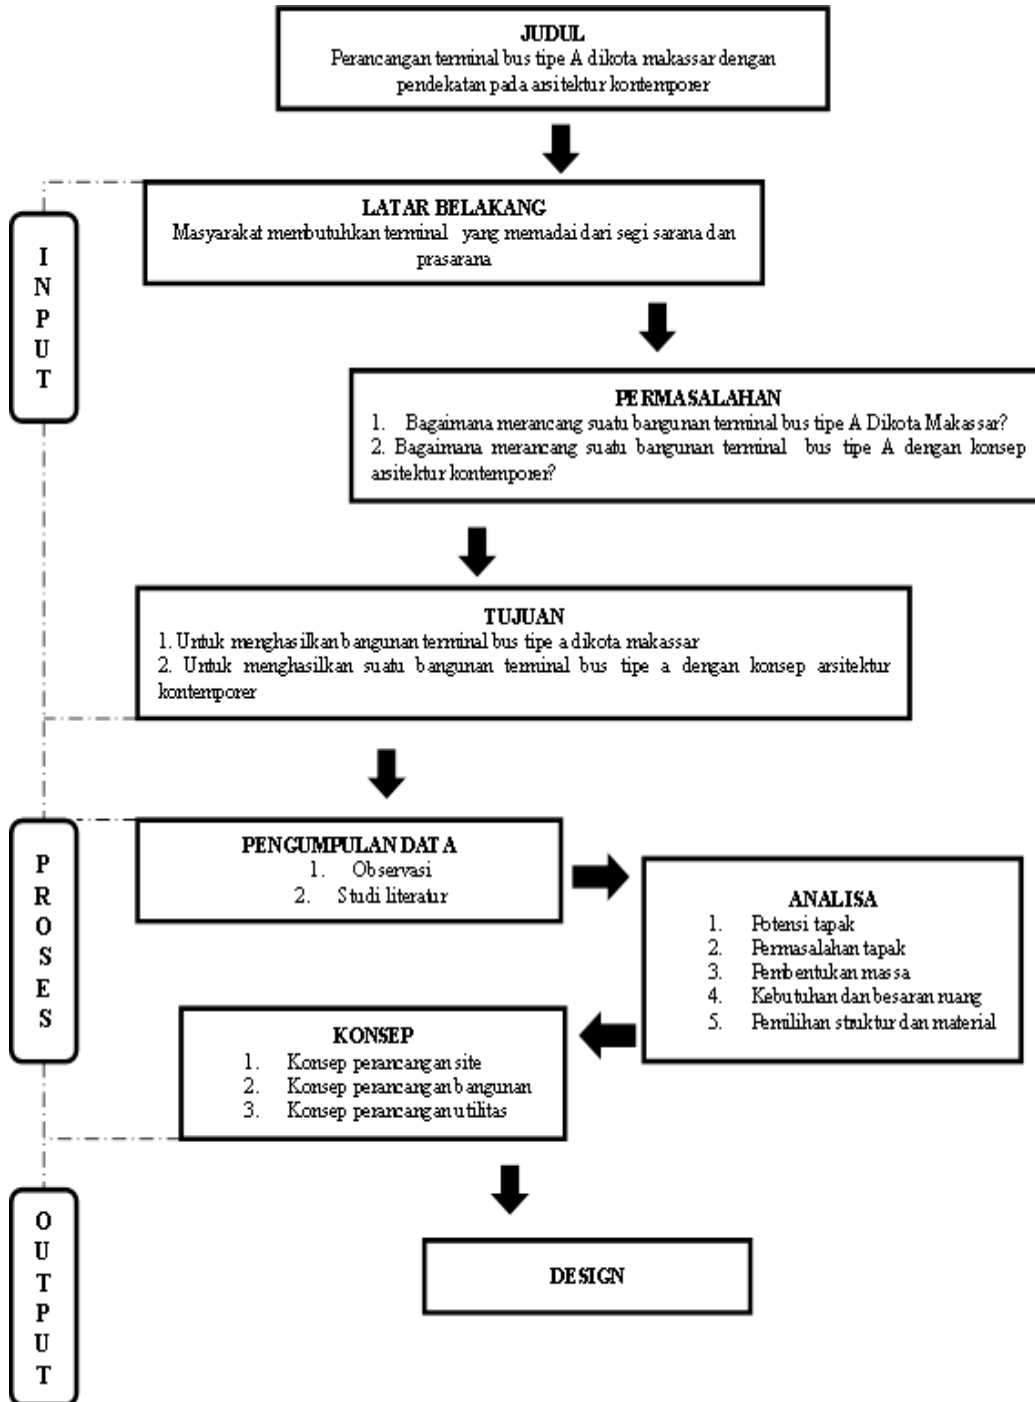 JUDUL
Perancangan terminal bus tipe A dikota makassar dengan
pendekatan pada arsitektur kontemporer
INPUT
LATAR BELAKANG
Masyarakat membutuhkan terminal yang memadai dari segi sarana dan
prasarana
PERMASALAHAN
1. Bagaimana merancang suatu bangunan terminal bus tipe A Dikota Makassar?
2. Bagaimana merancang suatu bangunan terminal bus tipe A dengan konsep
arsitektur kontemporer?
TUJUAN
1. Untuk menghasilkan bangunan terminal bus tipe a dikota makassar
2. Untuk menghasilkan suatu bangunan terminal bus tipe a dengan konsep arsitektur
kontemporer
PROSES
PENGUMPULAN DATA
1. Observasi
2. Studi literatur
ANALISA
1. Potensi tapak
2. Permasalahan tapak
3. Pembentukan massa
4. Kebutuhan dan besaran ruang
5. Pemilihan struktur dan material
KONSEP
1. Konsep perancangan site
2. Konsep perancangan bangunan
3. Konsep perancangan utilitas
OUTPUT
DESIGN